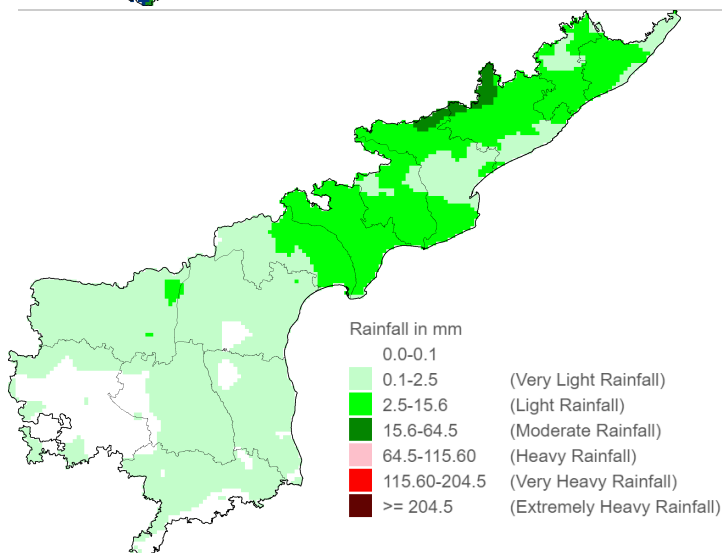 Rainfall in mm
0.0-0.1
0.1-2.5 (Very Light Rainfall)
2.5-15.6 (Light Rainfall)
15.6-64.5 (Moderate Rainfall)
64.5-115.60 (Heavy Rainfall)
115.60-204.5 (Very Heavy Rainfall)
>= 204.5 (Extremely Heavy Rainfall)